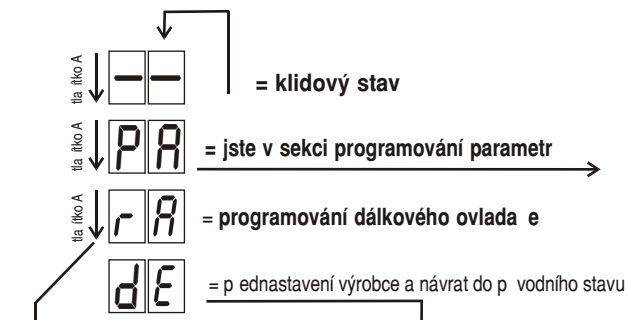 tla ítko A
-- = klidový stav
tla ítko A
PA = jste v sekci programování parametr
tla ítko A
rA = programování dálkového ovlada e
dE = p ednastavení výrobce a návrat do p vodního stavu